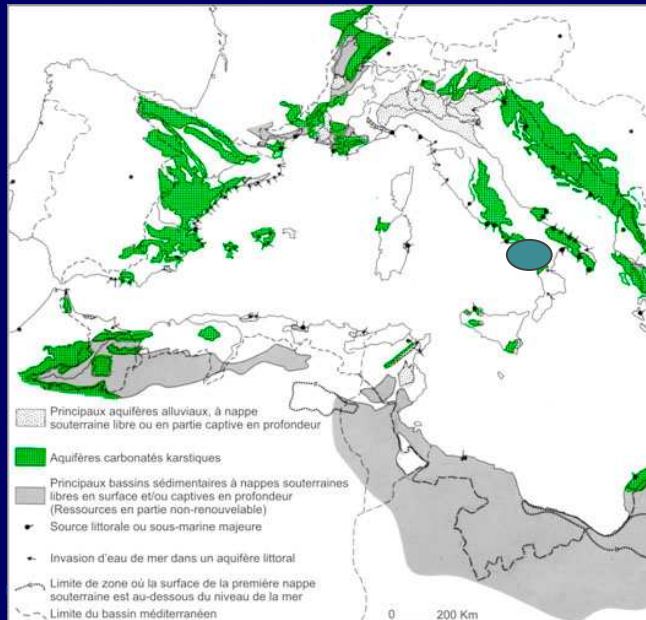 Principaux aquifères alluviaux, à nappe
souterraine libre ou en partie captive en profondeur
Aquifères carbonatés karstiques
Principaux bassins sédimentaires à nappes souterraines
libres en surface et/ou captives en profondeur
(Ressources en partie non-renouvelable)
Source littorale ou sous-marine majeure
Invasion d'eau de mer dans un aquifère littoral
Limite de zone où la surface de la première nappe
souterraine est au-dessous du niveau de la mer
Limite du bassin méditerranéen
0 200 Km